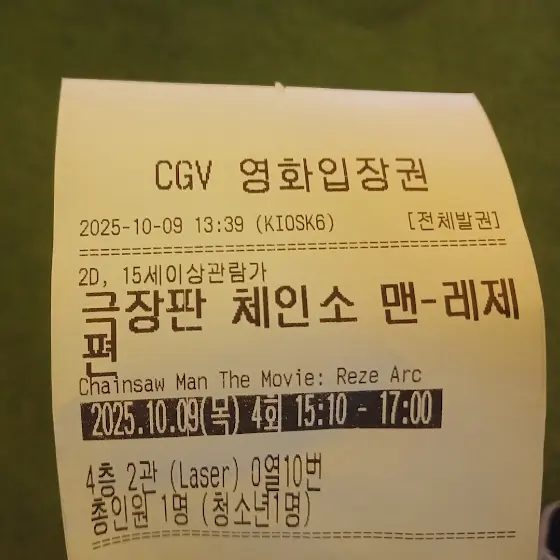 CGV 영화입장권
2025-10-09 13:39 (KIOSK6) [전체발권]
2D, 15세이상관람가
극장판 체인소 맨-레제
편
Chainsaw Man The Movie: Reze Arc
2025.10.09(목) 4회 15:10 - 17:00
4층 2관 (Laser) O열10번
총인원 1명 (청소년1명)